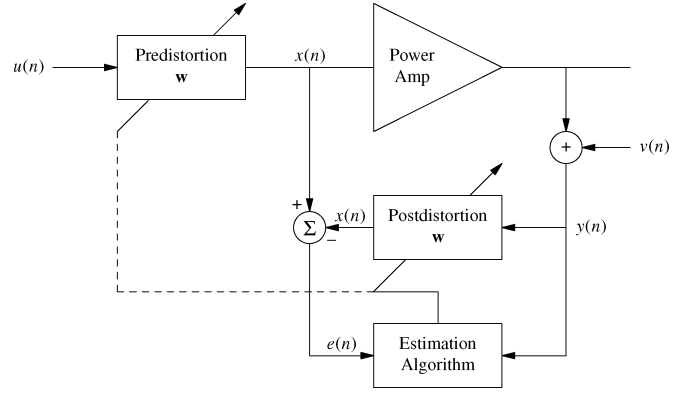 u(n)
Predistortion
w
x(n)
Power
Amp
+
v(n)
+
Σ
−
x(n)
Postdistortion
w
y(n)
e(n)
Estimation
Algorithm